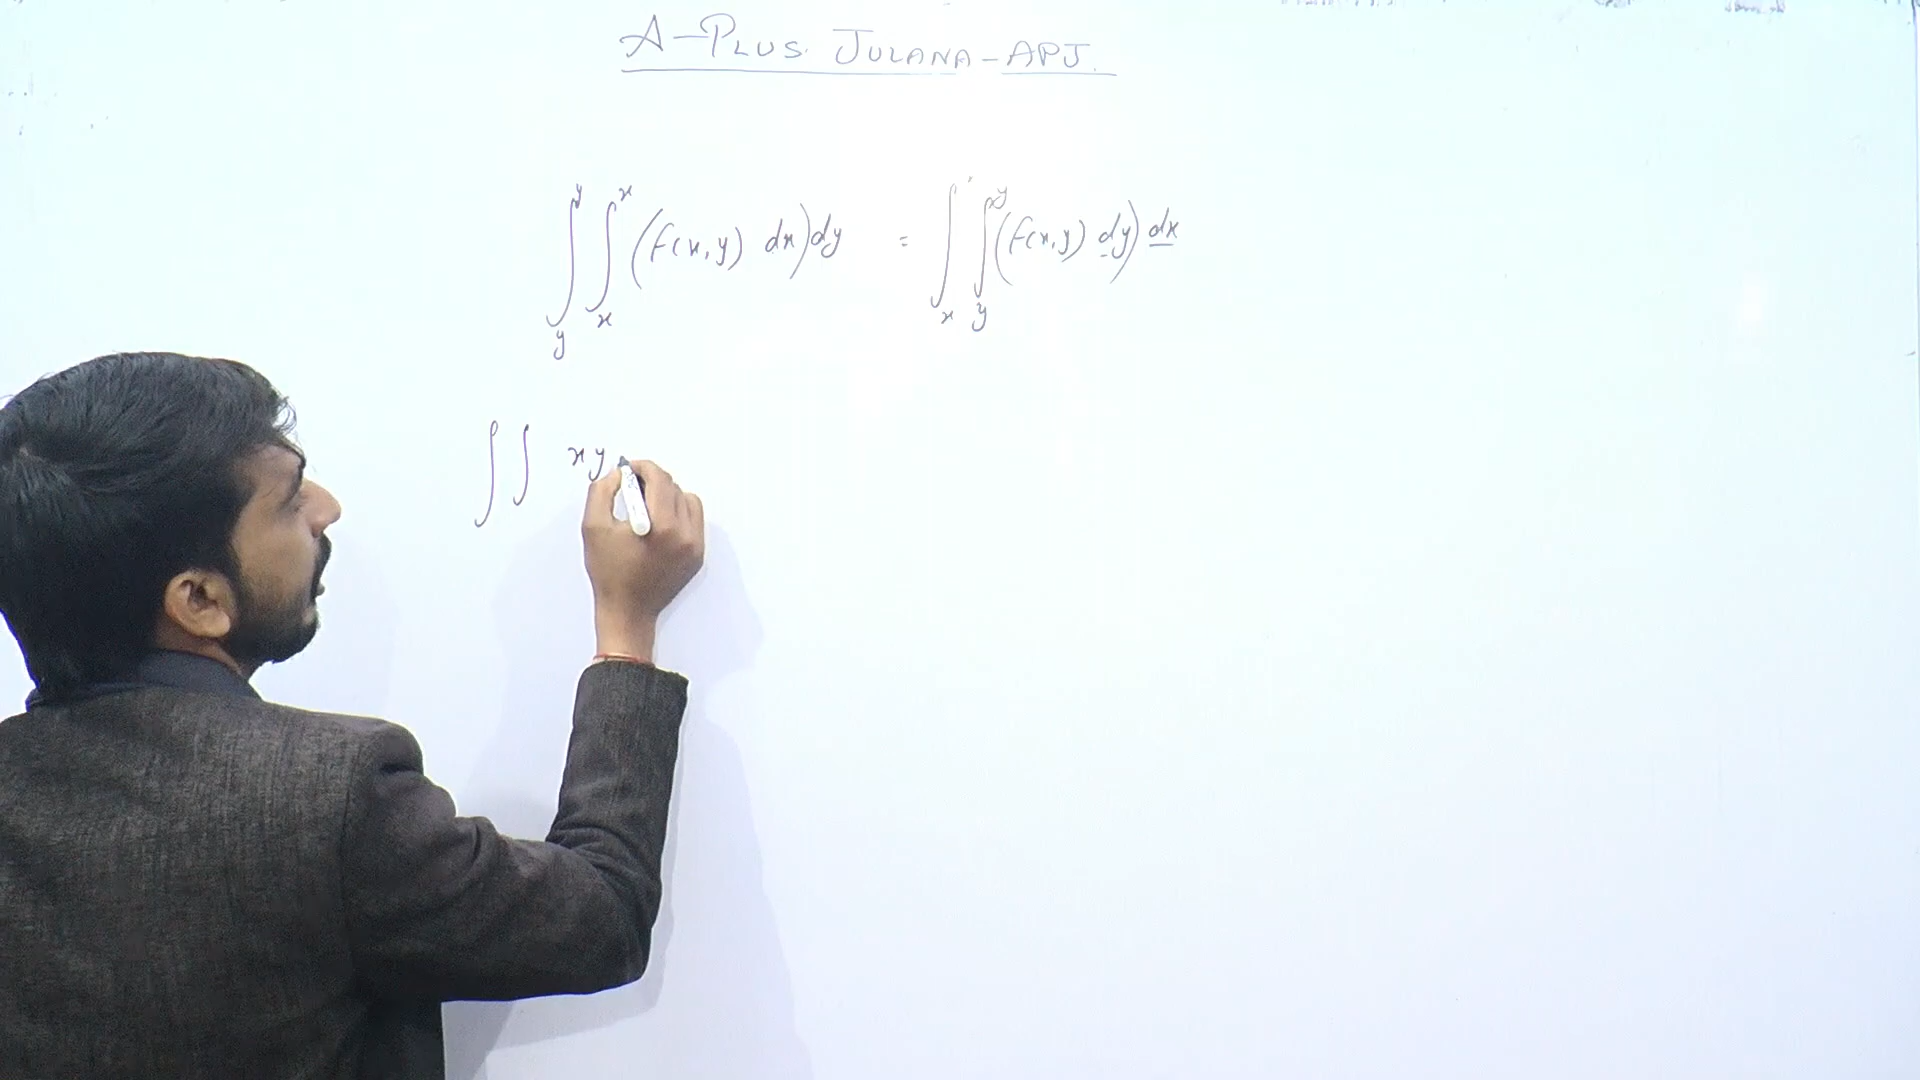 A-PLUS JULANA-APJ.
∫_y^y ∫_x^x (f(x,y) dx)dy = ∫_x ∫_y^y (f(x,y) dy) dx
∫∫ xy